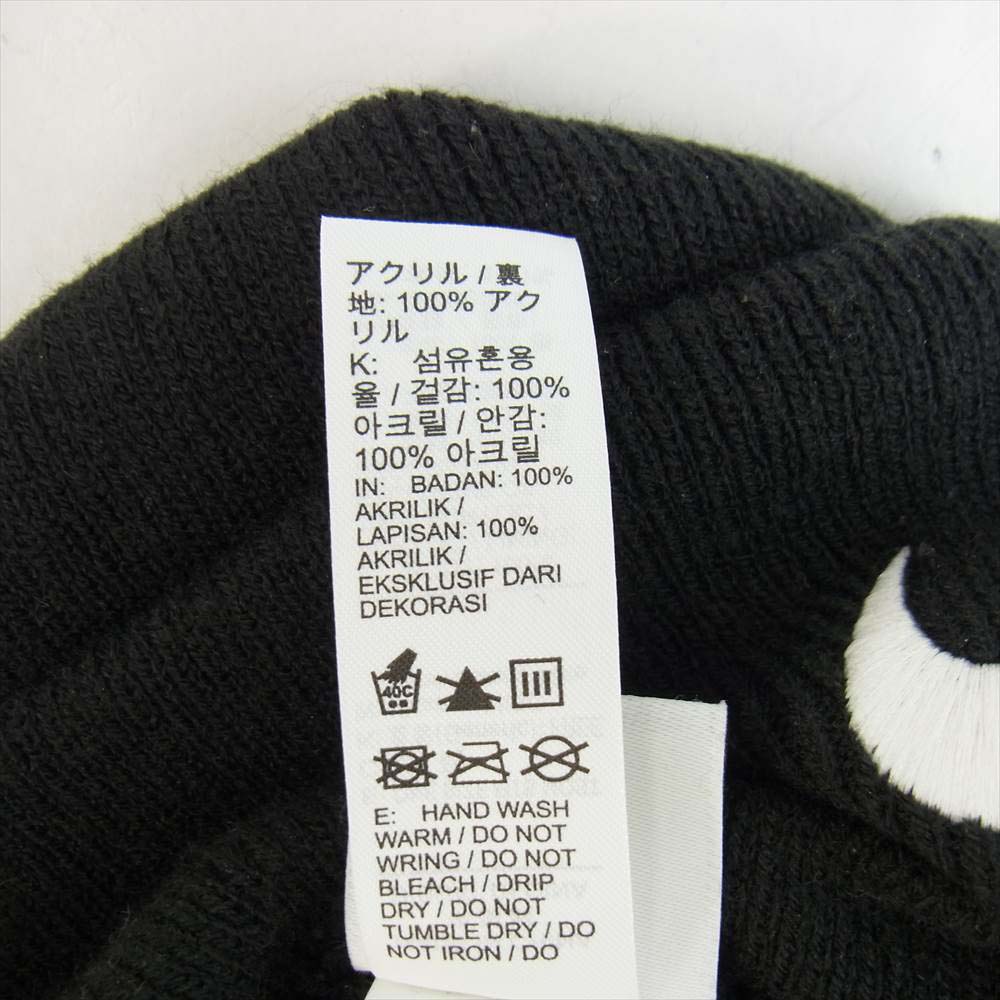 アクリル / 裏
地: 100% アク
リル
K: 섬유혼용
율 / 겉감: 100%
아크릴 / 안감:
100% 아크릴
IN: BADAN: 100%
AKRILIK /
LAPISAN: 100%
AKRILIK /
EKSKLUSIF DARI
DEKORASI
40C
E: HAND WASH
WARM / DO NOT
WRING / DO NOT
BLEACH / DRIP
DRY / DO NOT
TUMBLE DRY / DO
NOT IRON / DO